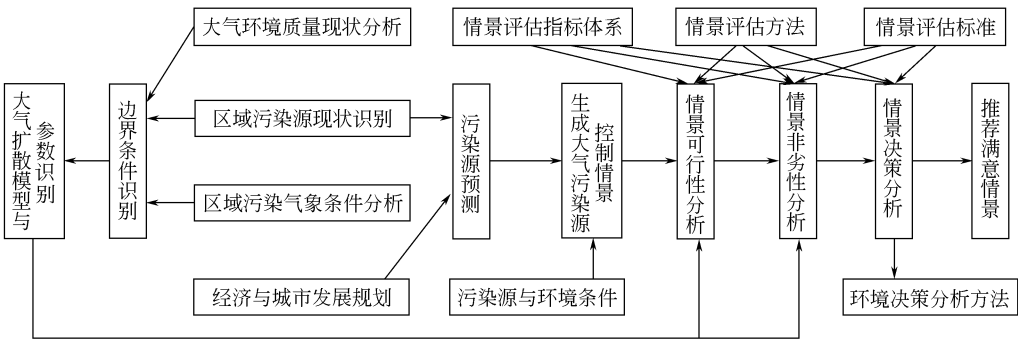 大气环境质量现状分析
情景评估指标体系
情景评估方法
情景评估标准
大气扩散模型与
参数识别
边界条件识别
区域污染源现状识别
区域污染气象条件分析
污染源预测
生成大气污染源
控制情景
情景可行性分析
情景非劣性分析
情景决策分析
推荐满意情景
经济与城市发展规划
污染源与环境条件
环境决策分析方法